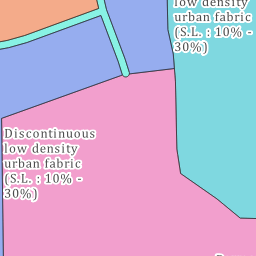 low density
urban fabric
(S.L. : 10% -
30%)
Discontinuous
low density
urban fabric
(S.L. : 10% -
30%)